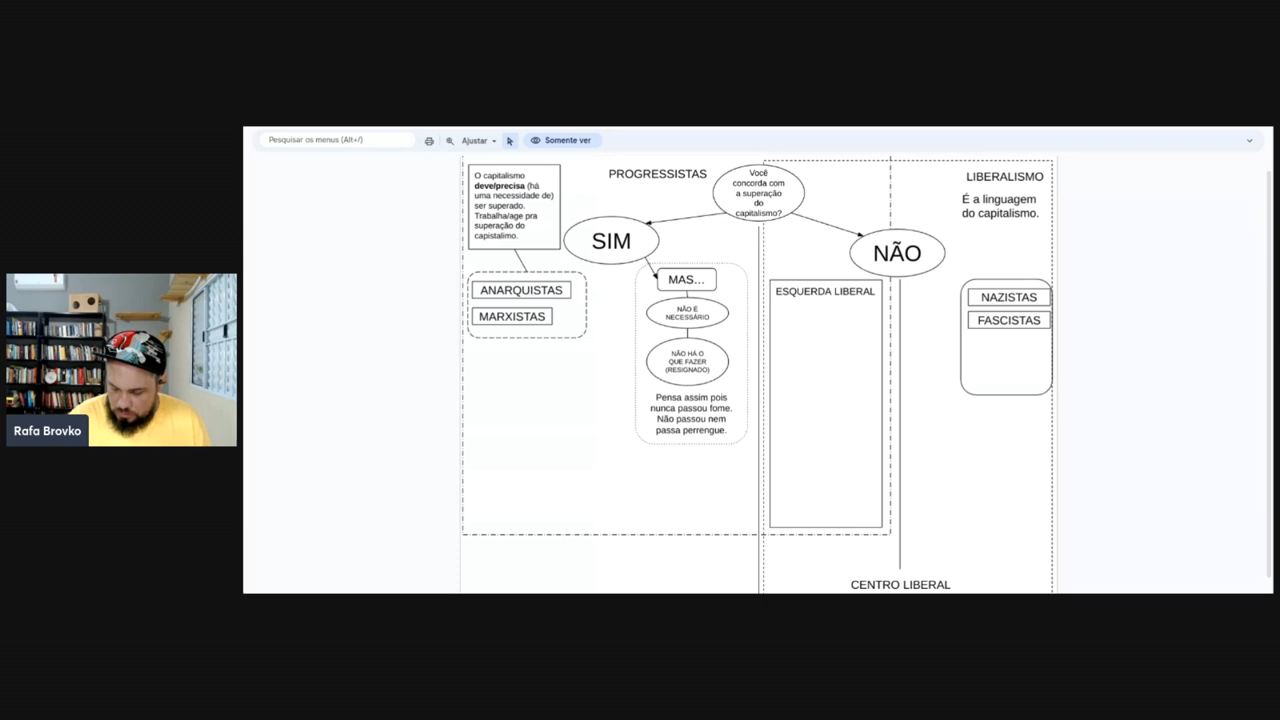 Pesquisar os menus (Alt+/)
Ajustar
Somente ver
O capitalismo
deve/precisa (há
uma necessidade de)
ser superado.
Trabalha/age pra
superação do
capistalimo.
PROGRESSISTAS
Você
concorda com
a superação
do
capitalismo?
LIBERALISMO
É a linguagem
do capitalismo.
SIM
NÃO
ANARQUISTAS
MARXISTAS
MAS...
NÃO É
NECESSÁRIO
NÃO HÁ O
QUE FAZER
(RESIGNADO)
Pensa assim pois
nunca passou fome.
Não passou nem
passa perrengue.
ESQUERDA LIBERAL
NAZISTAS
FASCISTAS
CENTRO LIBERAL
Rafa Brovko